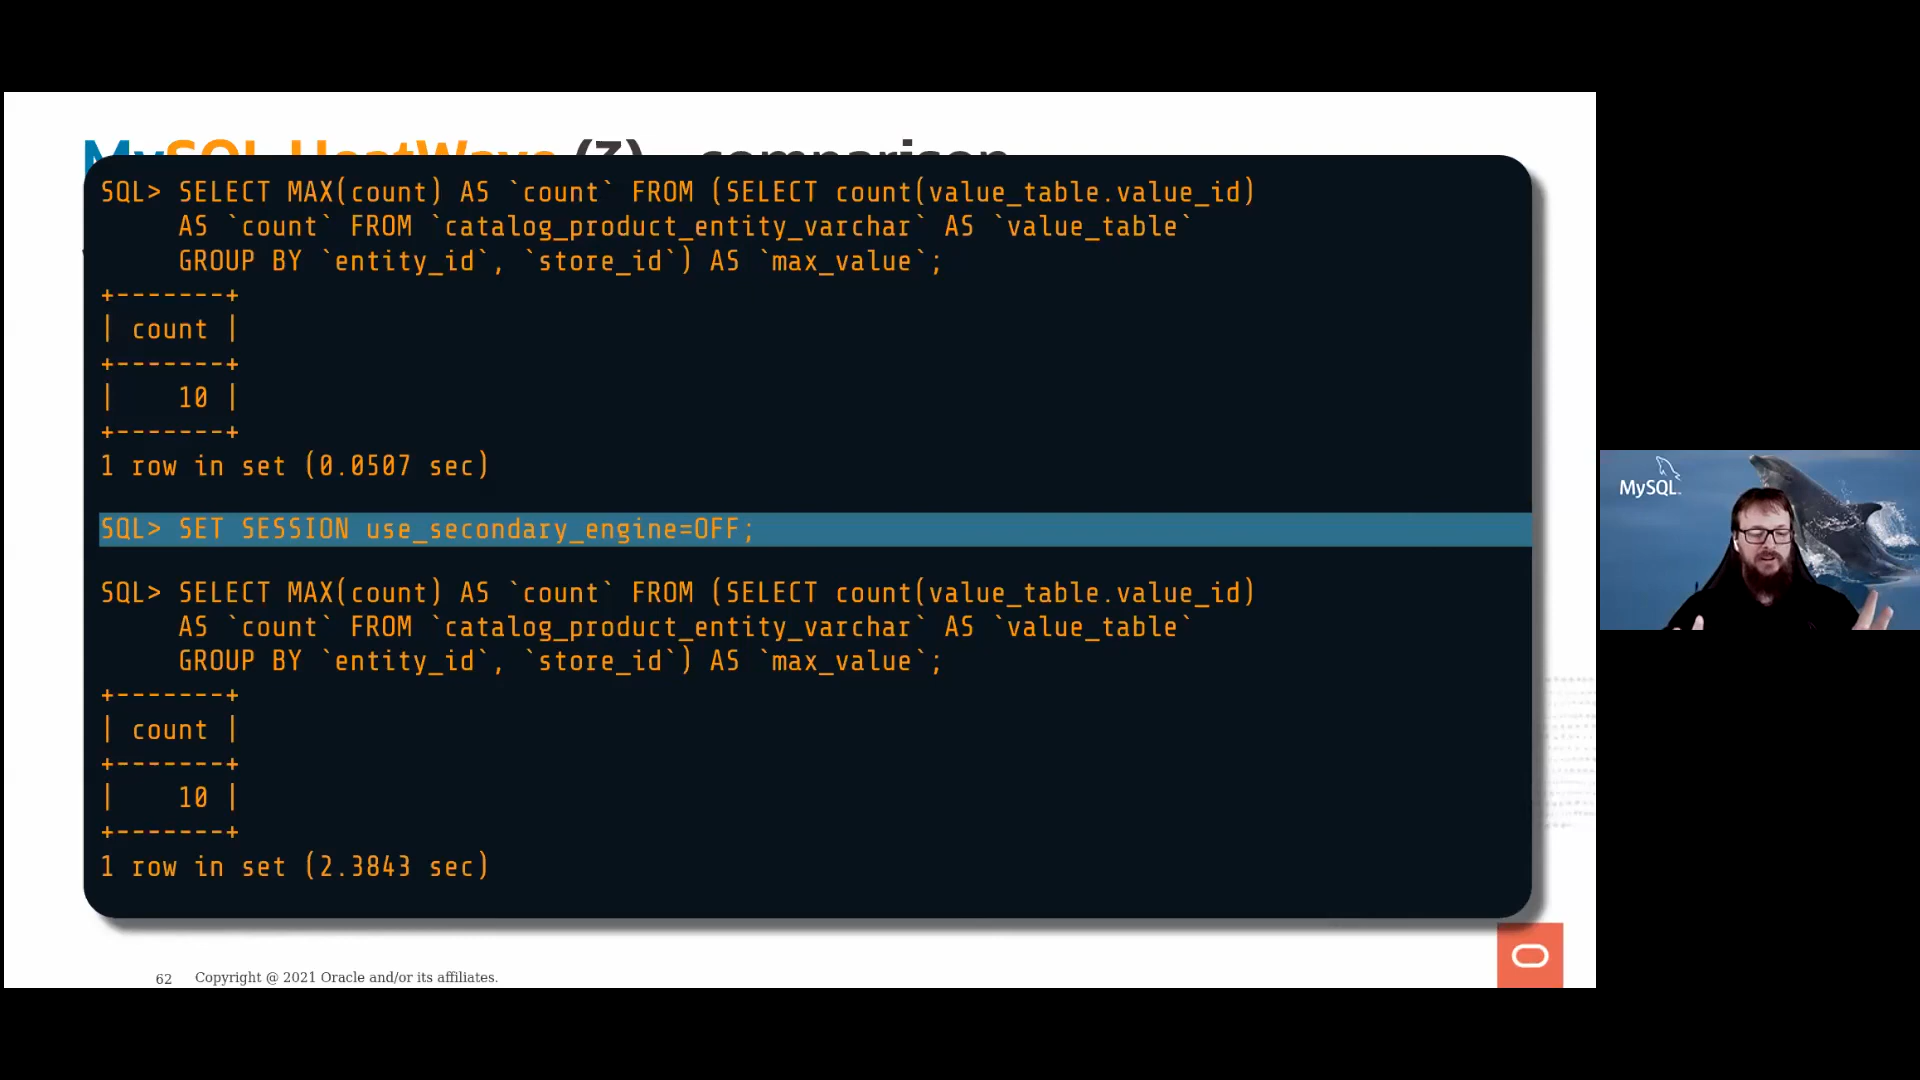 MySQL HeatWave (3) - comparison
SQL> SELECT MAX(count) AS `count` FROM (SELECT count(value_table.value_id)
AS `count` FROM `catalog_product_entity_varchar` AS `value_table`
GROUP BY `entity_id`, `store_id`) AS `max_value`;
+-------+
| count |
+-------+
|    10 |
+-------+
1 row in set (0.0507 sec)
SQL> SET SESSION use_secondary_engine=OFF;
SQL> SELECT MAX(count) AS `count` FROM (SELECT count(value_table.value_id)
AS `count` FROM `catalog_product_entity_varchar` AS `value_table`
GROUP BY `entity_id`, `store_id`) AS `max_value`;
+-------+
| count |
+-------+
|    10 |
+-------+
1 row in set (2.3843 sec)
62 Copyright @ 2021 Oracle and/or its affiliates.
MySQL